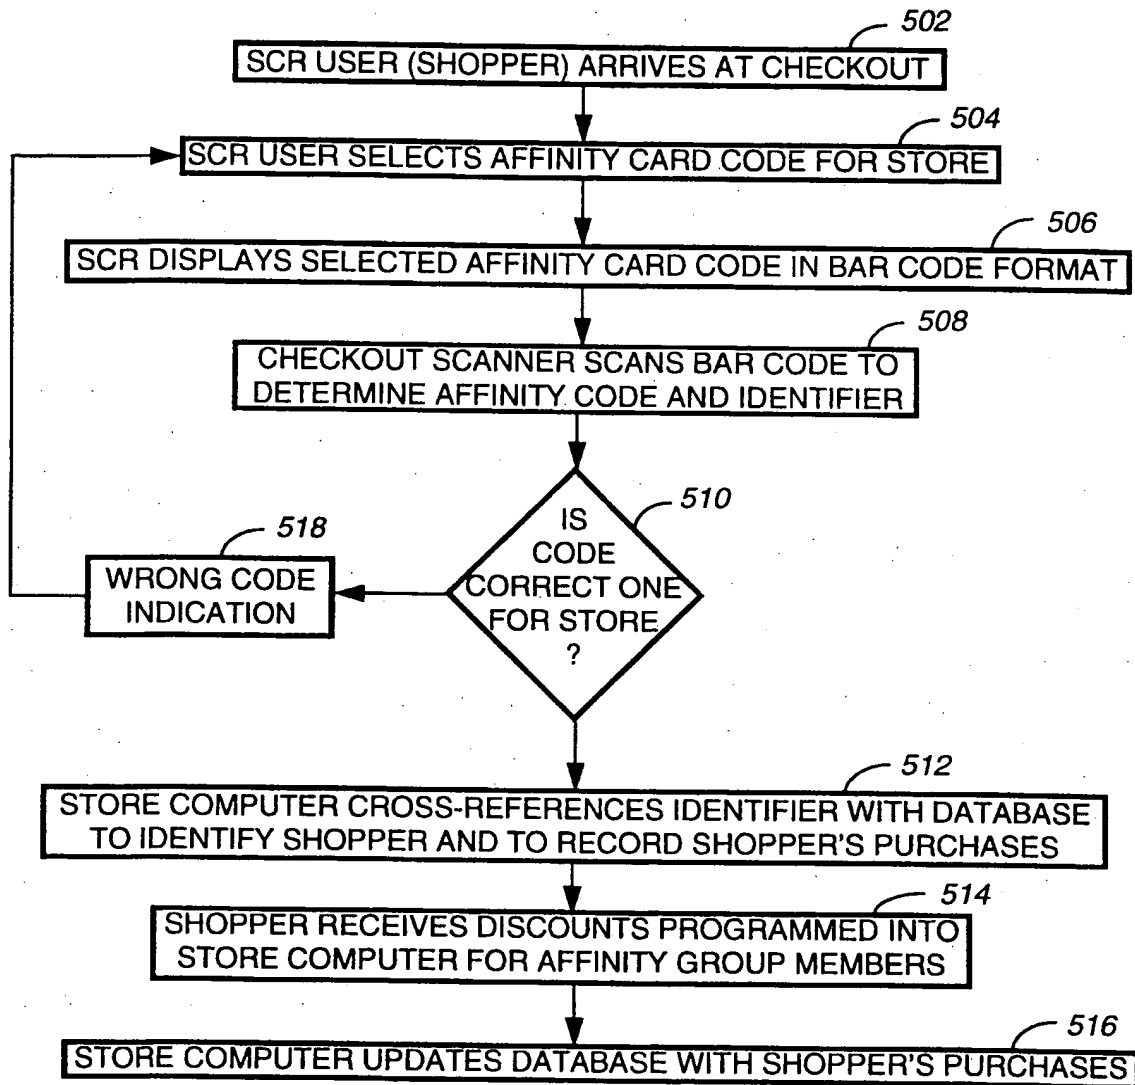 502
SCR USER (SHOPPER) ARRIVES AT CHECKOUT
504
SCR USER SELECTS AFFINITY CARD CODE FOR STORE
506
SCR DISPLAYS SELECTED AFFINITY CARD CODE IN BAR CODE FORMAT
508
CHECKOUT SCANNER SCANS BAR CODE TO
DETERMINE AFFINITY CODE AND IDENTIFIER
510
IS
CODE
CORRECT ONE
FOR STORE
?
518
WRONG CODE
INDICATION
512
STORE COMPUTER CROSS-REFERENCES IDENTIFIER WITH DATABASE
TO IDENTIFY SHOPPER AND TO RECORD SHOPPER'S PURCHASES
514
SHOPPER RECEIVES DISCOUNTS PROGRAMMED INTO
STORE COMPUTER FOR AFFINITY GROUP MEMBERS
516
STORE COMPUTER UPDATES DATABASE WITH SHOPPER'S PURCHASES